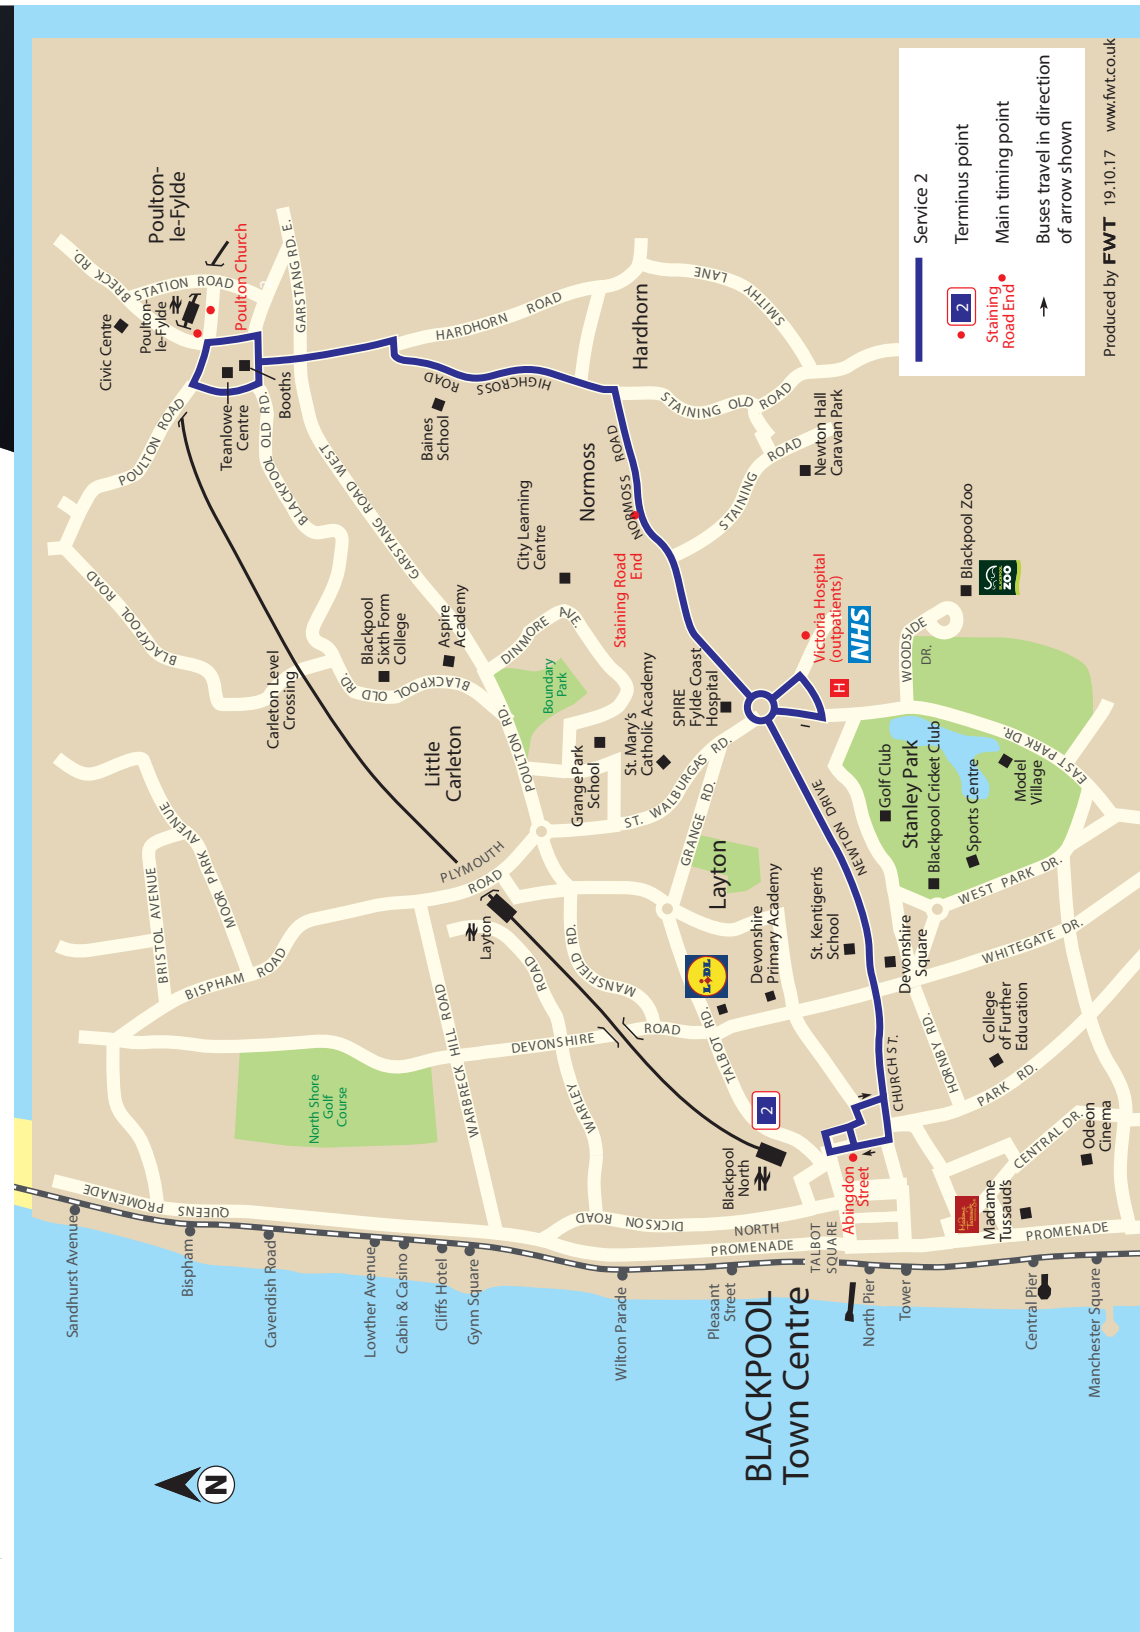 BLACKPOOL
Town Centre
N
Sandhurst Avenue
Bispham
Cavendish Road
Lowther Avenue
Cabin & Casino
Cliffs Hotel
Gynn Square
Wilton Parade
Pleasant
Street
North Pier
Tower
Central Pier
Manchester Square
QUEENS PROMENADE
DICKSON ROAD
NORTH
PROMENADE
TALBOT
SQUARE
PROMENADE
Madame
Tussaud's
Odeon
Cinema
CENTRAL DR.
PARK RD.
College
of Further
Education
HORNBY RD.
CHURCH ST.
Abingdon
Street
Blackpool
North
2
TALBOT RD.
LIDL
WARLEY
ROAD
DEVONSHIRE
ROAD
WARBRECK HILL ROAD
North Shore
Golf
Course
MANSFIELD RD.
BISPHAM ROAD
BRISTOL AVENUE
MOOR PARK AVENUE
Layton
PLYMOUTH
ROAD
Devonshire
Primary Academy
St. Kentigerns
School
Devonshire
Square
WHITEGATE DR.
WEST PARK DR.
Layton
GRANGE RD.
ST. WALBURGAS RD.
NEWTON DRIVE
Golf Club
Stanley Park
Blackpool Cricket Club
Sports Centre
Model
Village
EAST PARK DR.
WOODSIDE
DR.
Blackpool Zoo
ZOO
Victoria Hospital
(outpatients)
NHS
H
SPIRE
Fylde Coast
Hospital
St. Mary's
Catholic Academy
Grange Park
School
Boundary
Park
DINMORE AVE.
POULTON RD.
Little
Carleton
Carleton Level
Crossing
BLACKPOOL OLD RD.
Blackpool
Sixth Form
College
Aspire
Academy
City Learning
Centre
Staining Road
End
Normoss
NORMOSS ROAD
STAINING ROAD
Newton Hall
Caravan Park
STAINING OLD ROAD
SMITHY LANE
Hardhorn
HARDHORN ROAD
HIGHCROSS ROAD
Baines
School
GARSTANG ROAD WEST
GARSTANG RD. E.
BLACKPOOL OLD RD.
BLACKPOOL ROAD
POULTON ROAD
Teanlowe
Centre
Booths
Civic Centre
Poulton-
le-Fylde
Poulton Church
STATION ROAD
BRECK RD.
Poulton-
le-Fylde
Service 2
2
Terminus point
Staining
Road End
Main timing point
Buses travel in direction
of arrow shown
Produced by FWT 19.10.17 www.fwt.co.uk